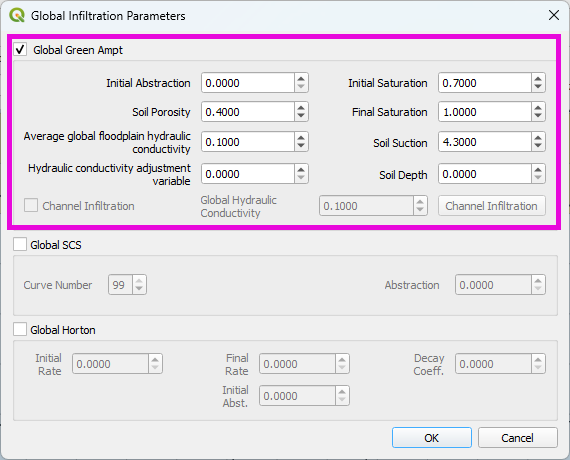 Global Infiltration Parameters
Global Green Ampt
Initial Abstraction 0.0000 Initial Saturation 0.7000
Soil Porosity 0.4000 Final Saturation 1.0000
Average global floodplain hydraulic
conductivity 0.1000 Soil Suction 4.3000
Hydraulic conductivity adjustment
variable 0.0000 Soil Depth 0.0000
Channel Infiltration Global Hydraulic
Conductivity 0.1000 Channel Infiltration
Global SCS
Curve Number 99 Abstraction 0.0000
Global Horton
Initial
Rate 0.0000 Final
Rate 0.0000 Decay
Coeff. 0.0000
Initial
Abst. 0.0000
OK Cancel